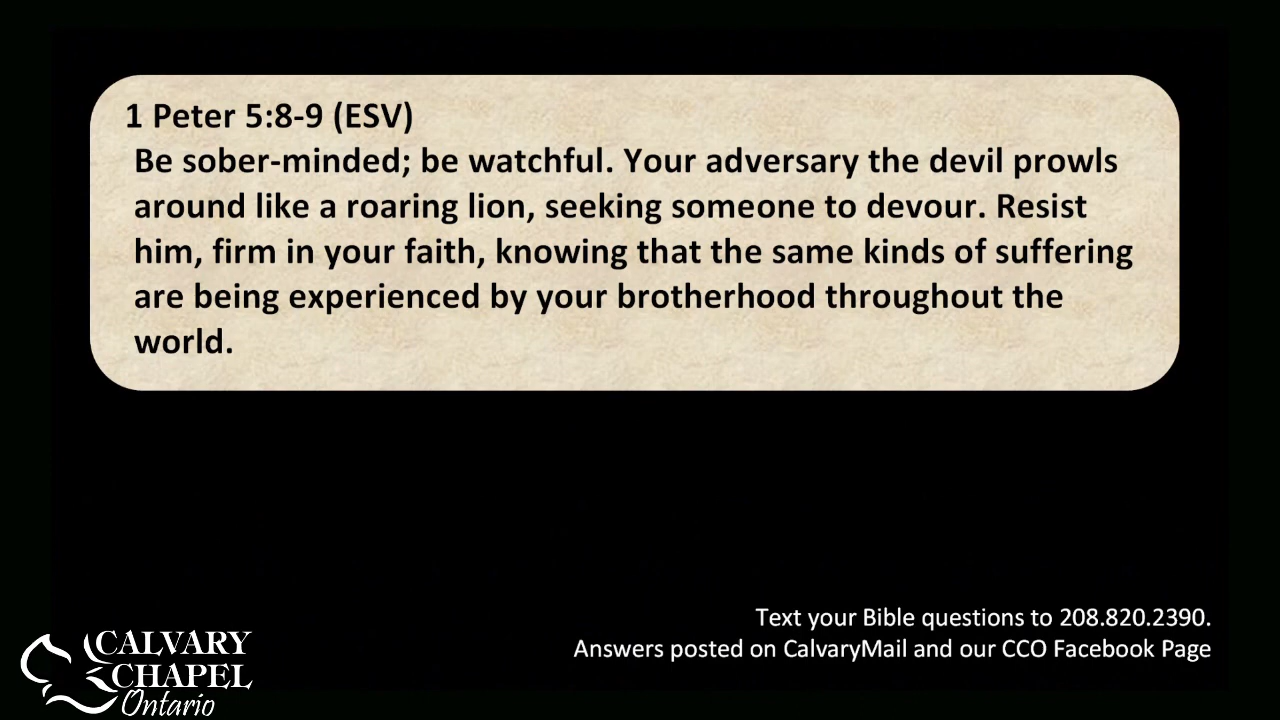 1 Peter 5:8-9 (ESV)
Be sober-minded; be watchful. Your adversary the devil prowls
around like a roaring lion, seeking someone to devour. Resist
him, firm in your faith, knowing that the same kinds of suffering
are being experienced by your brotherhood throughout the
world.
Text your Bible questions to 208.820.2390.
Answers posted on CalvaryMail and our CCO Facebook Page
CALVARY
CHAPEL
Ontario